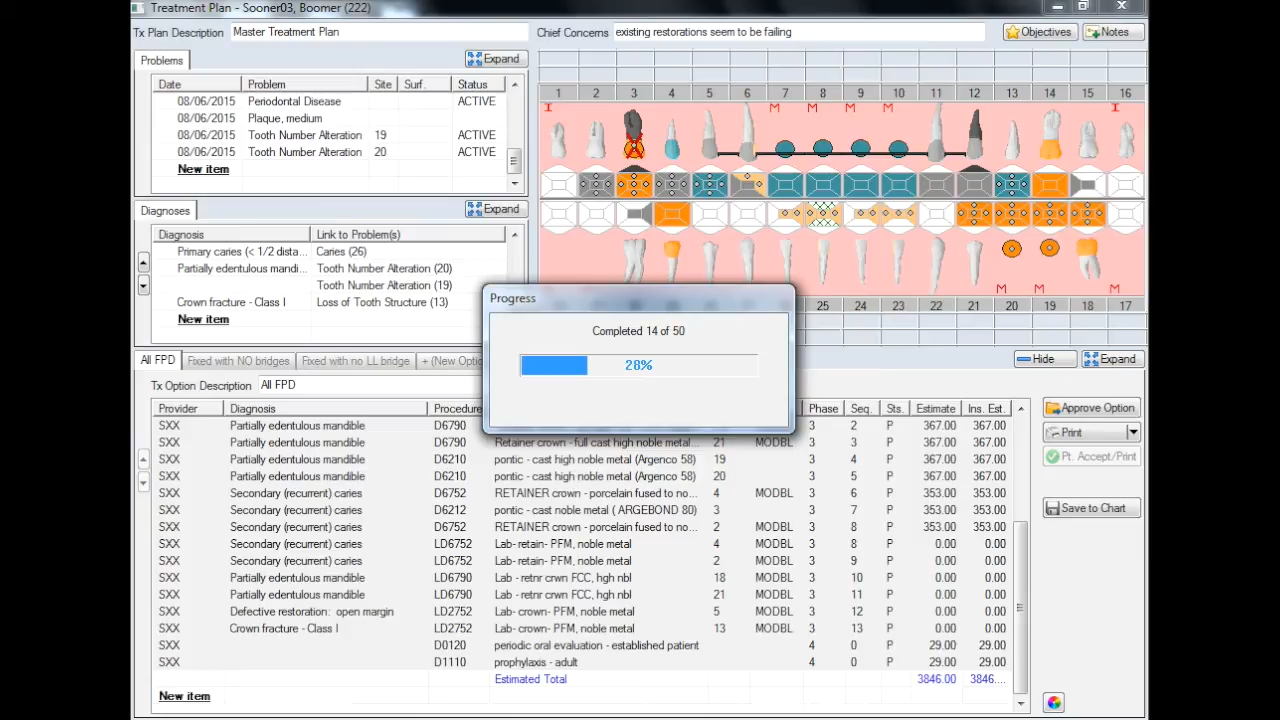 Treatment Plan - Sooner03, Boomer (222)
Tx Plan Description Master Treatment Plan Chief Concerns existing restorations seem to be failing Objectives Notes
Problems Expand
Date Problem Site Surf. Status
08/06/2015 Periodontal Disease ACTIVE
08/06/2015 Plaque, medium
08/06/2015 Tooth Number Alteration 19 ACTIVE
08/06/2015 Tooth Number Alteration 20 ACTIVE
New item
1 2 3 4 5 6 7 8 9 10 11 12 13 14 15 16
I M M M M I
Diagnoses Expand
Diagnosis Link to Problem(s)
Primary caries (< 1/2 dista... Caries (26)
Partially edentulous mandi... Tooth Number Alteration (20)
Tooth Number Alteration (19)
Crown fracture - Class I Loss of Tooth Structure (13)
New item
M M M
25 24 23 22 21 20 19 18 17
Progress
Completed 14 of 50
28%
All FPD Fixed with NO bridges Fixed with no LL bridge + (New Optio Hide Expand
Tx Option Description All FPD
Provider Diagnosis Procedure Phase Seq. Sts. Estimate Ins. Est.
SXX Partially edentulous mandible D6790 3 2 P 367.00 367.00
SXX Partially edentulous mandible D6790 Retainer crown - full cast high noble metal... 21 MODBL 3 3 P 367.00 367.00
SXX Partially edentulous mandible D6210 pontic - cast high noble metal (Argenco 58) 19 3 4 P 367.00 367.00
SXX Partially edentulous mandible D6210 pontic - cast high noble metal (Argenco 58) 20 3 5 P 367.00 367.00
SXX Secondary (recurrent) caries D6752 RETAINER crown - porcelain fused to no... 4 MODBL 3 6 P 353.00 353.00
SXX Secondary (recurrent) caries D6212 pontic - cast noble metal ( ARGEBOND 80) 3 3 7 P 353.00 353.00
SXX Secondary (recurrent) caries D6752 RETAINER crown - porcelain fused to no... 2 MODBL 3 8 P 353.00 353.00
SXX Secondary (recurrent) caries LD6752 Lab- retain- PFM, noble metal 4 MODBL 3 8 P 0.00 0.00
SXX Secondary (recurrent) caries LD6752 Lab- retain- PFM, noble metal 2 MODBL 3 9 P 0.00 0.00
SXX Partially edentulous mandible LD6790 Lab - retnr crwn FCC, hgh nbl 18 MODBL 3 10 P 0.00 0.00
SXX Partially edentulous mandible LD6790 Lab - retnr crwn FCC, hgh nbl 21 MODBL 3 11 P 0.00 0.00
SXX Defective restoration: open margin LD2752 Lab- crown- PFM, noble metal 5 MODBL 3 12 P 0.00 0.00
SXX Crown fracture - Class I LD2752 Lab- crown- PFM, noble metal 13 MODBL 3 13 P 0.00 0.00
SXX D0120 periodic oral evaluation - established patient 4 0 P 29.00 29.00
SXX D1110 prophylaxis - adult 4 0 P 29.00 29.00
Estimated Total 3846.00 3846....
New item
Approve Option
Print
Pt. Accept/Print
Save to Chart